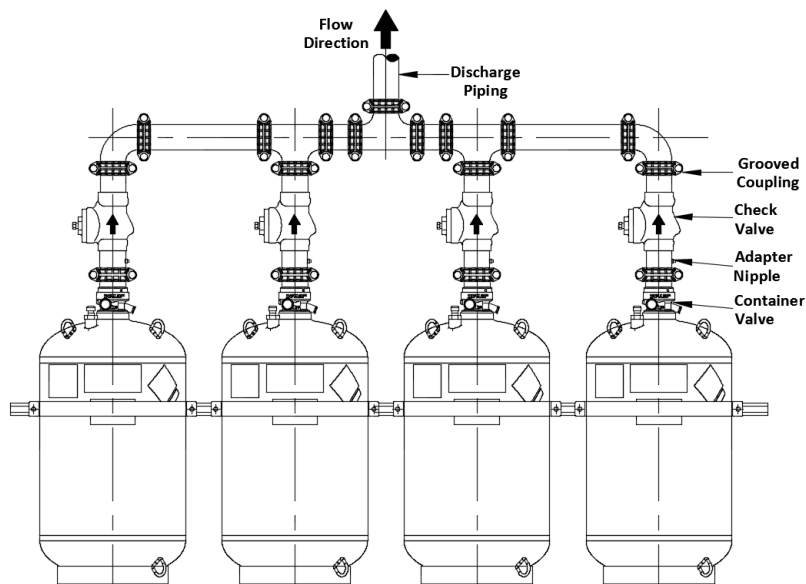 Flow
Direction
Discharge
Piping
Grooved
Coupling
Check
Valve
Adapter
Nipple
Container
Valve